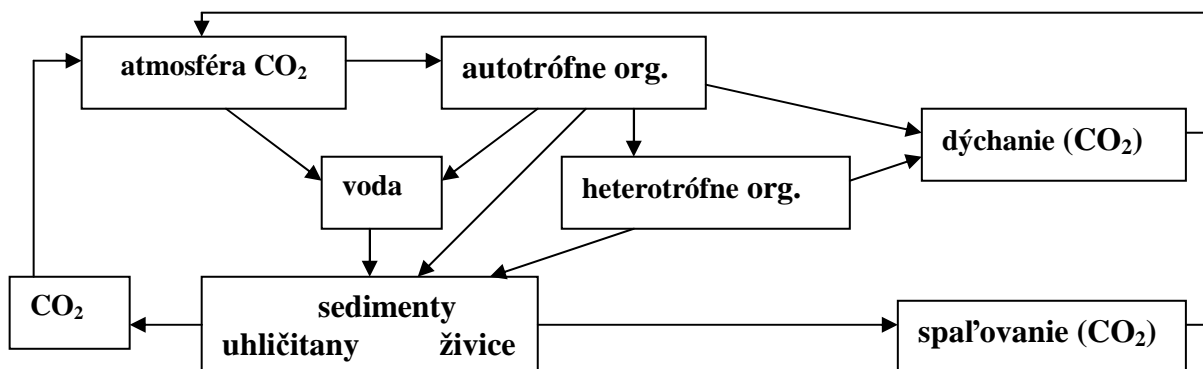 atmosféra CO₂
autotrófne org.
dýchanie (CO₂)
voda
heterotrófne org.
CO₂
sedimenty
uhličitany živice
spaľovanie (CO₂)